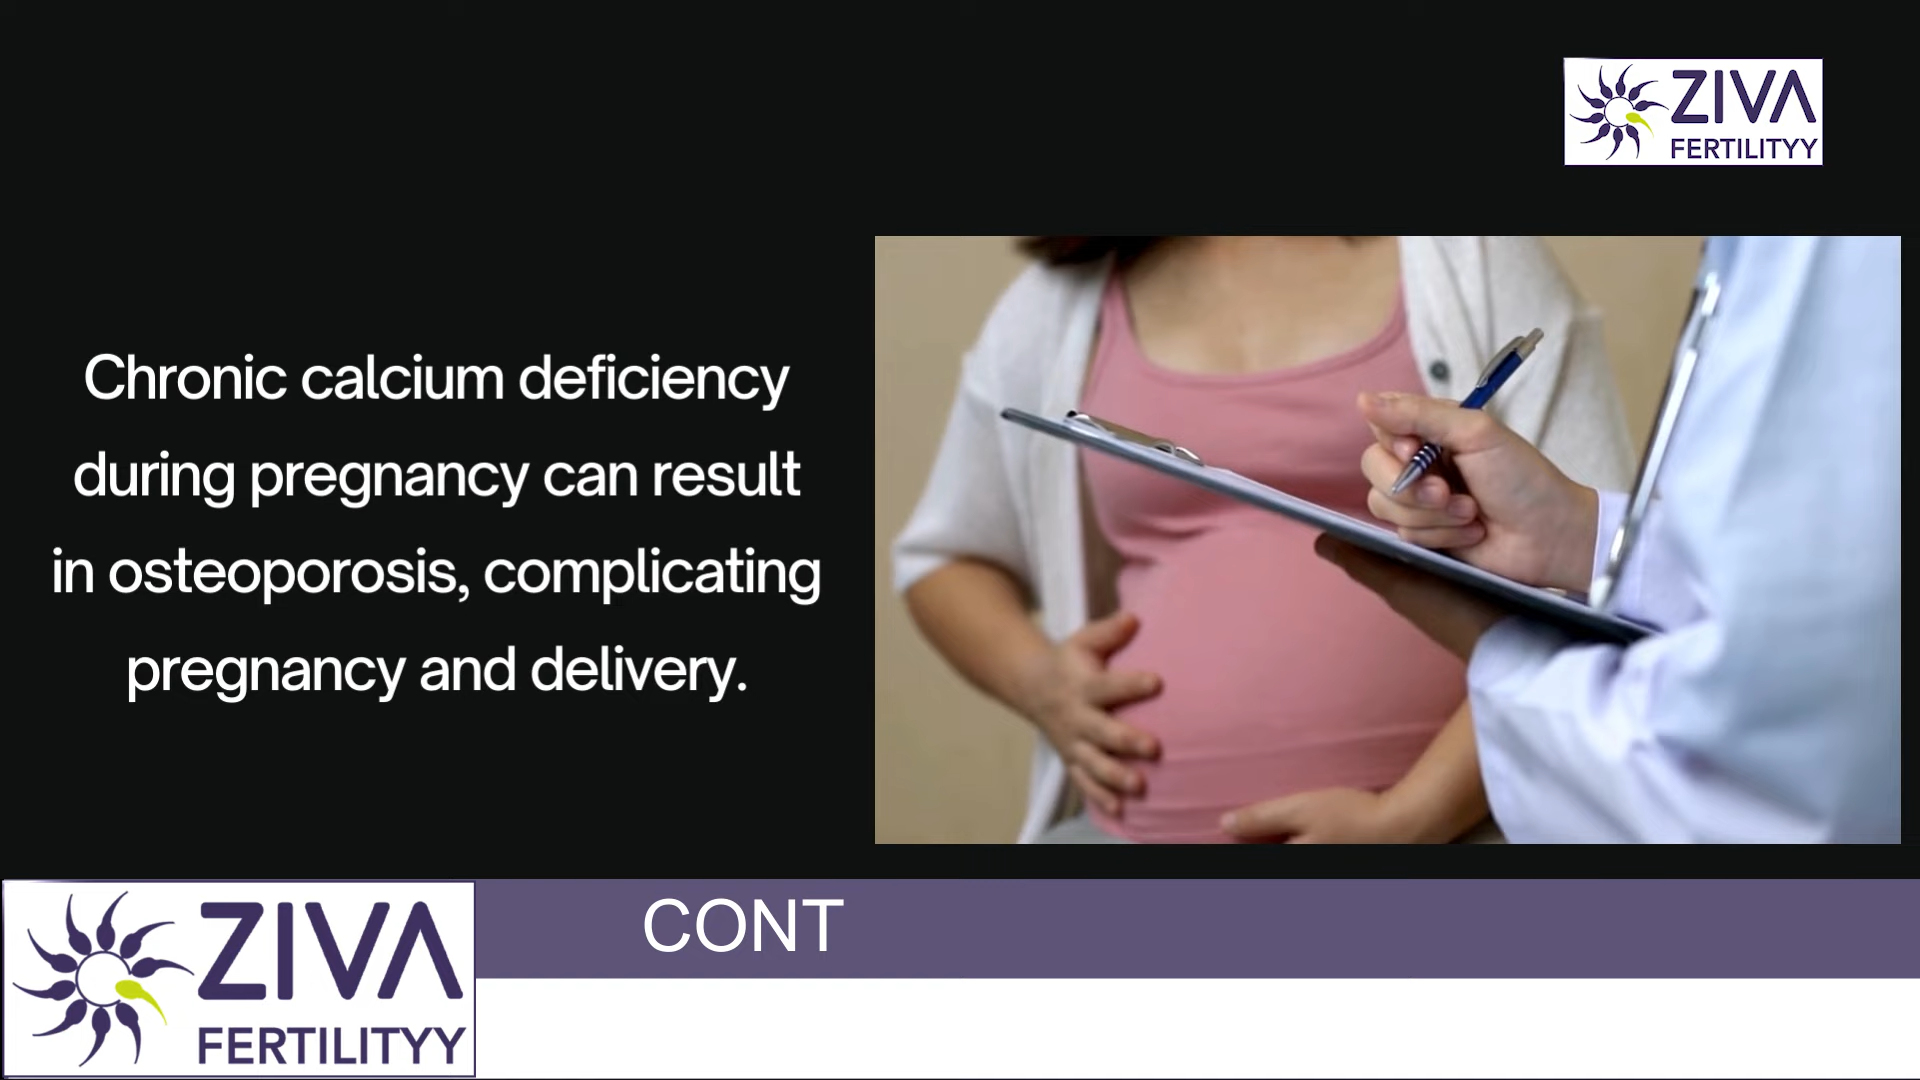 ZIVA
FERTILITYY
Chronic calcium deficiency
during pregnancy can result
in osteoporosis, complicating
pregnancy and delivery.
CONT
ZIVA
FERTILITYY